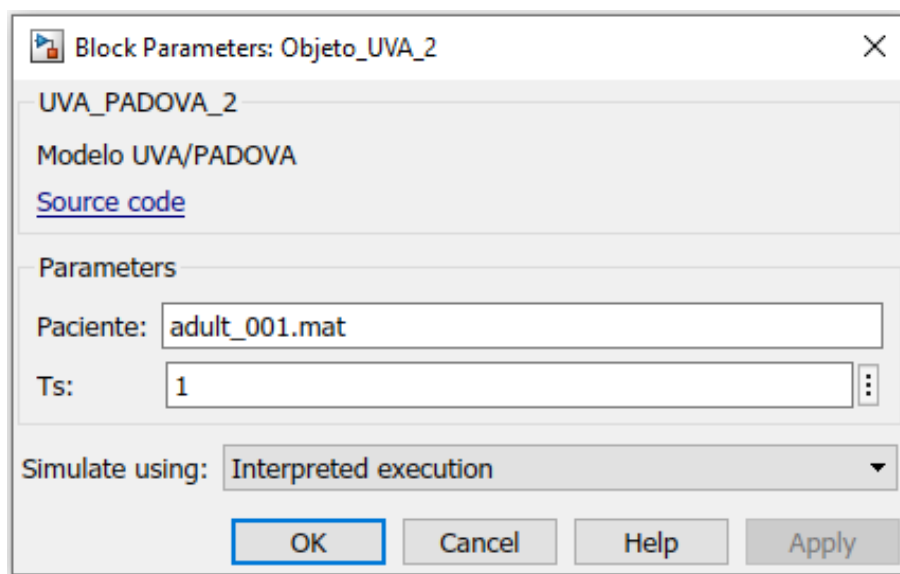 Block Parameters: Objeto_UVA_2
UVA_PADOVA_2
Modelo UVA/PADOVA
Source code
Parameters
Paciente: adult_001.mat
Ts: 1
Simulate using: Interpreted execution
OK Cancel Help Apply